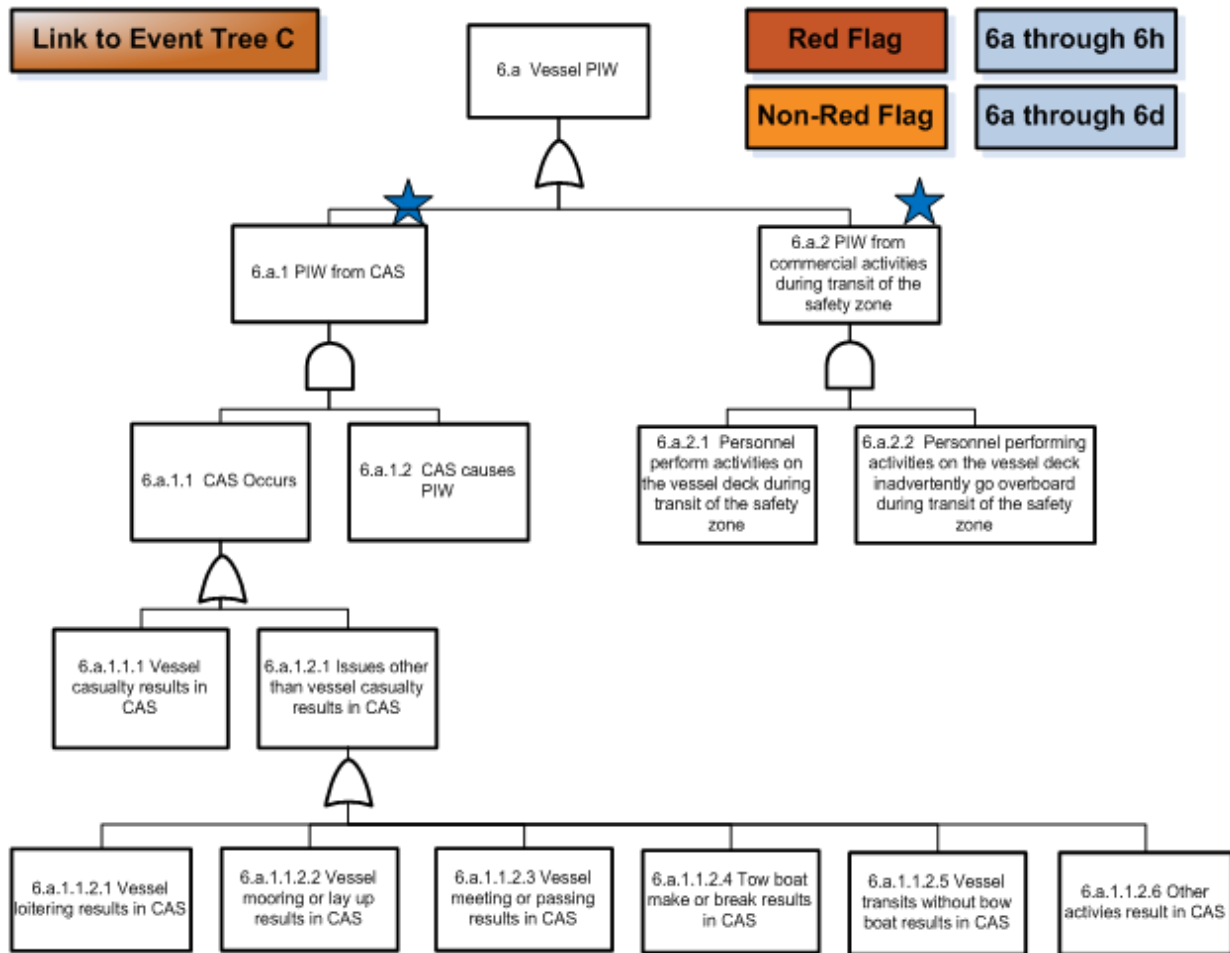 Link to Event Tree C
6.a Vessel PIW
Red Flag
6a through 6h
Non-Red Flag
6a through 6d
6.a.1 PIW from CAS
6.a.2 PIW from
commercial activities
during transit of the
safety zone
6.a.1.1 CAS Occurs
6.a.1.2 CAS causes
PIW
6.a.2.1 Personnel
perform activities on
the vessel deck during
transit of the safety
zone
6.a.2.2 Personnel performing
activities on the vessel deck
inadvertently go overboard
during transit of the safety
zone
6.a.1.1.1 Vessel
casualty results in
CAS
6.a.1.2.1 Issues other
than vessel casualty
results in CAS
6.a.1.1.2.1 Vessel
loitering results in CAS
6.a.1.1.2.2 Vessel
mooring or lay up
results in CAS
6.a.1.1.2.3 Vessel
meeting or passing
results in CAS
6.a.1.1.2.4 Tow boat
make or break results
in CAS
6.a.1.1.2.5 Vessel
transits without bow
boat results in CAS
6.a.1.1.2.6 Other
activies result in CAS